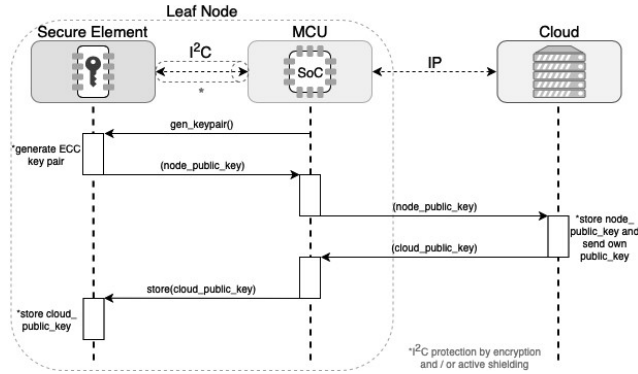 Leaf Node
Secure Element
MCU
Cloud
I²C
*
SoC
IP
gen_keypair()
*generate ECC
key pair
(node_public_key)
(node_public_key)
*store node_
public_key and
send own
public_key
(cloud_public_key)
store(cloud_public_key)
*store cloud_
public_key
*I²C protection by encryption
and / or active shielding